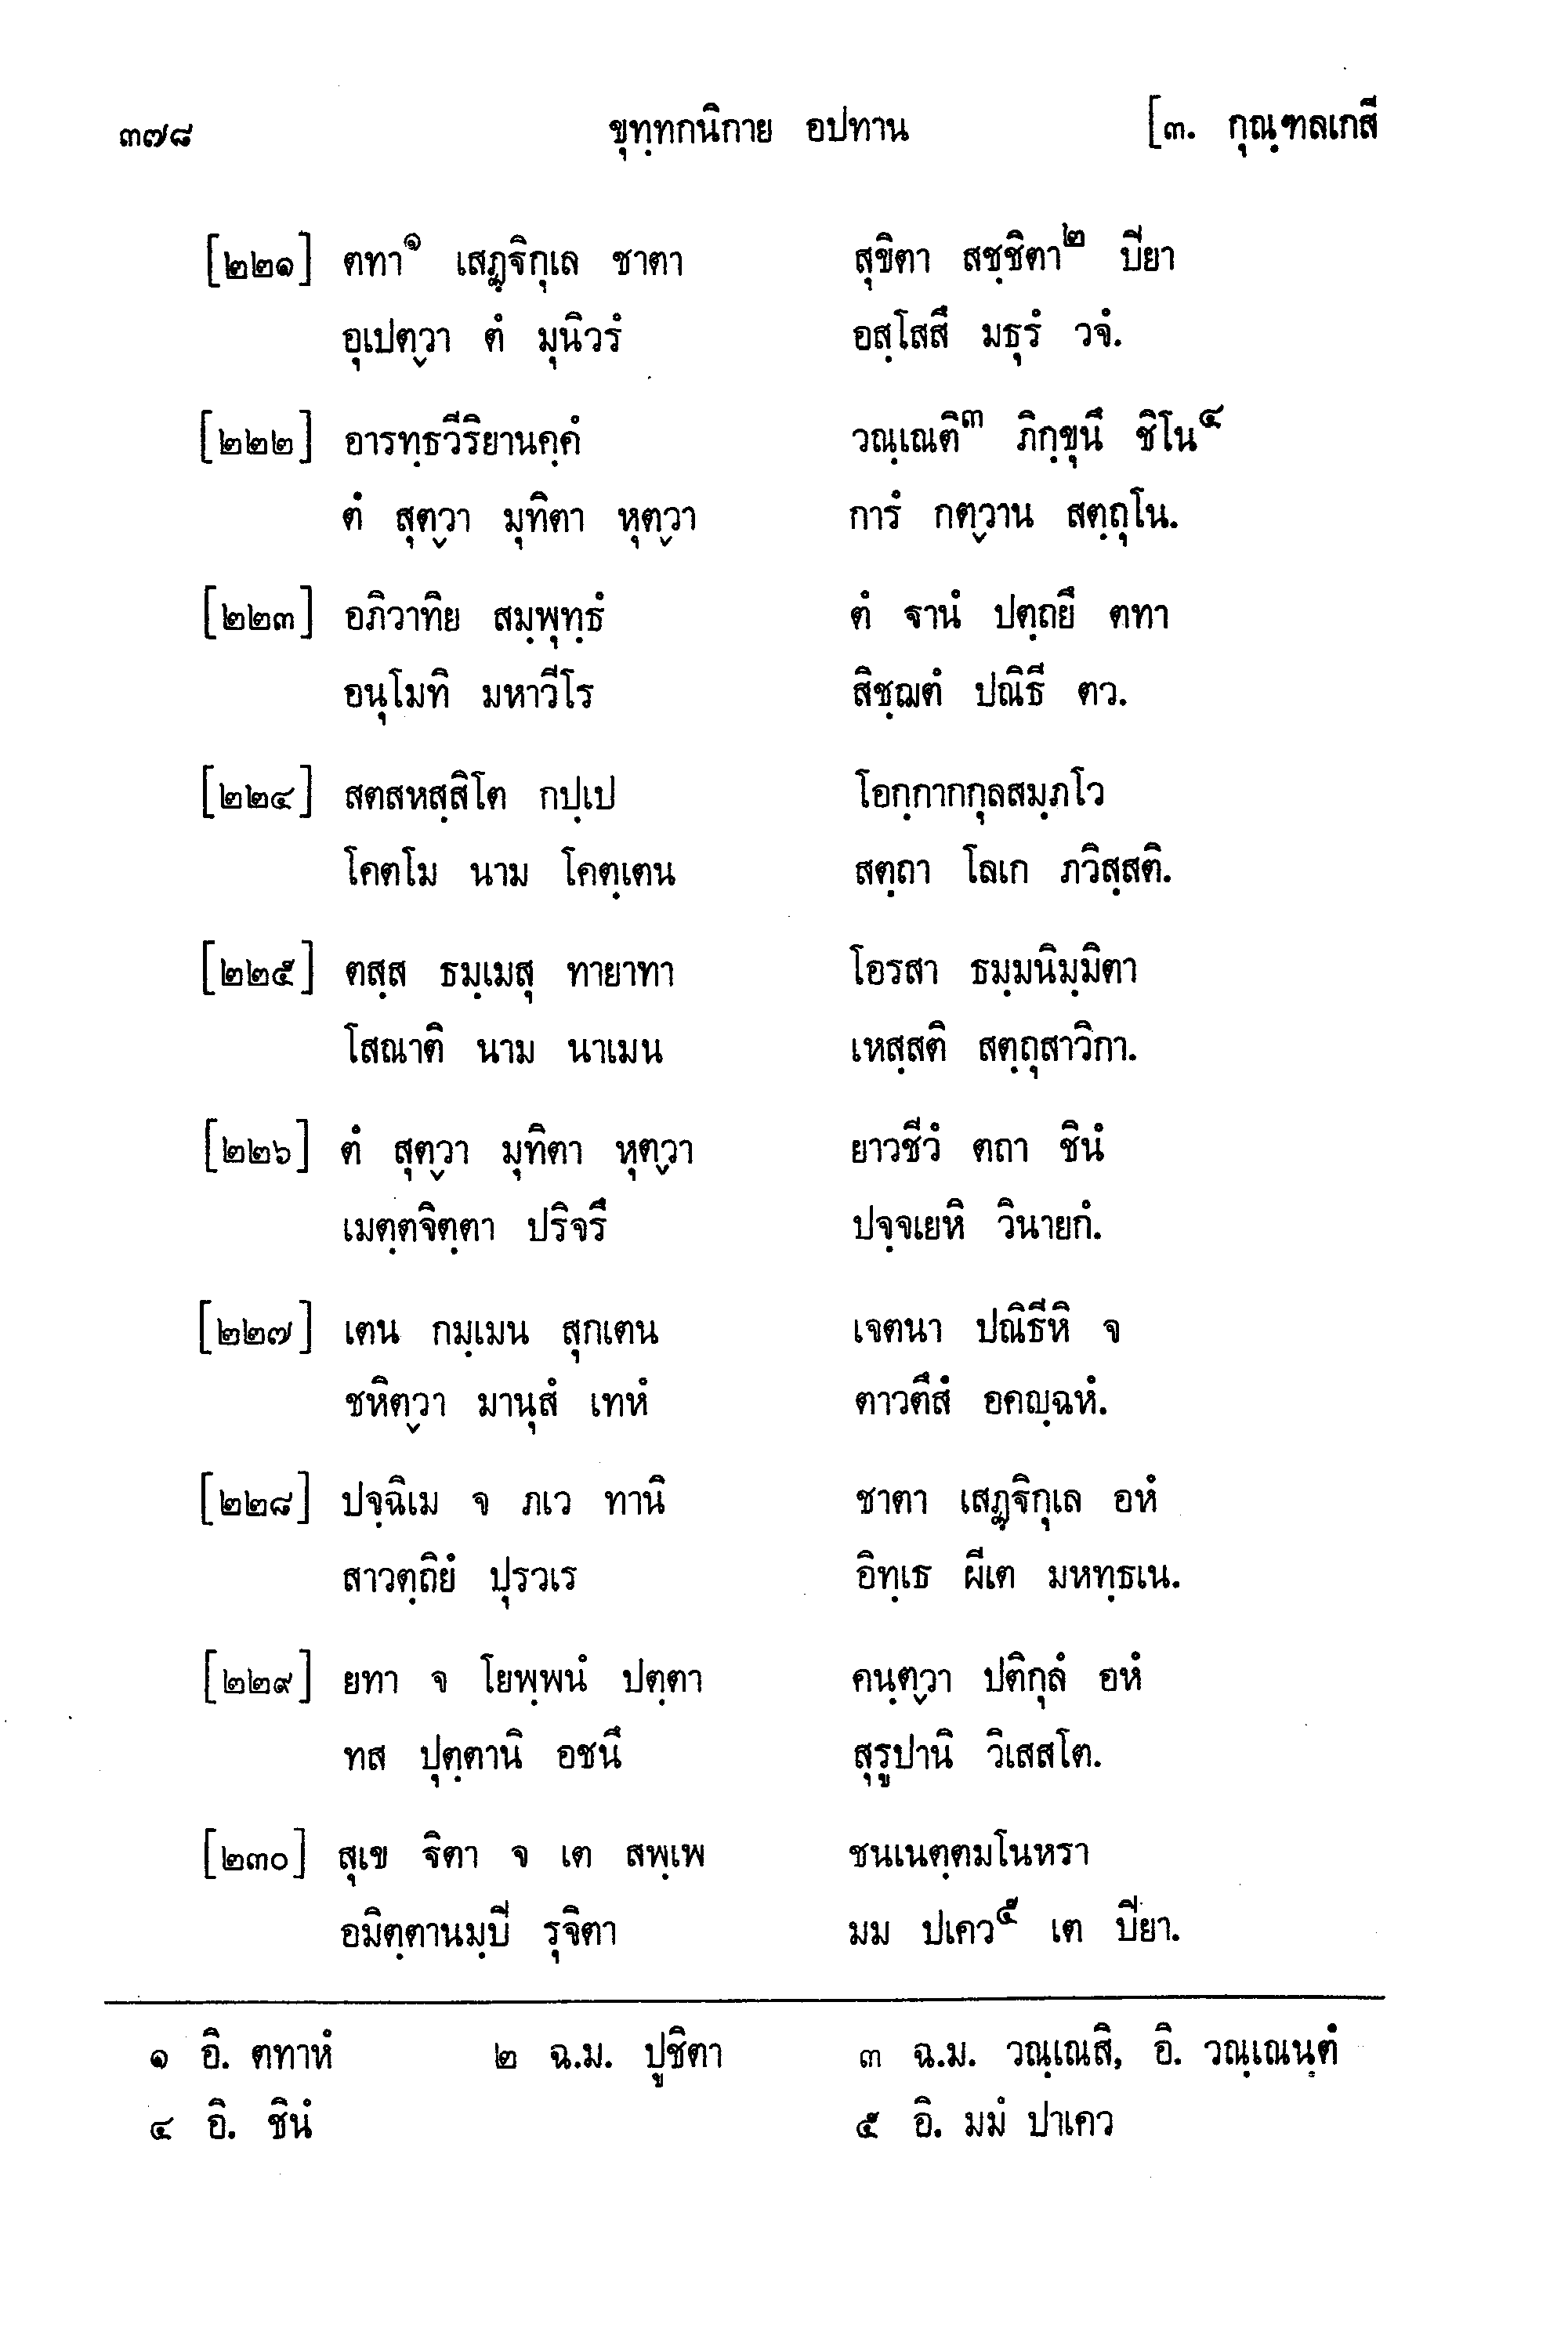 ๓๗๘ ขุทฺทกนิกาย อปทาน [๓. กุณฺฑลเกสี
[๒๒๑] ตทา๑ เสฏฺฐิกุเล ชาตา สุขิตา สชฺชิตา๒ ปิยา
อุเปตฺวา ตํ มุนิวรํ อสฺโสสึ มธุรํ วจํ.
[๒๒๒] อารทฺธวีริยานคฺคํ วณฺเณติ๓ ภิกฺขุนึ ชิโน๔
ตํ สุตฺวา มุทิตา หุตฺวา การํ กตฺวาน สตฺถุโน.
[๒๒๓] อภิวาทิย สมฺพุทฺธํ ตํ ฐานํ ปตฺถยึ ตทา
อนุโมทิ มหาวีโร สิชฺฌตํ ปณิธี ตว.
[๒๒๔] สตสหสฺสิโต กปฺเป โอกฺกากกุลสมฺภโว
โคตโม นาม โคตฺเตน สตฺถา โลเก ภวิสฺสติ.
[๒๒๕] ตสฺส ธมฺเมสุ ทายาทา โอรสา ธมฺมนิมฺมิตา
โสณาติ นาม นาเมน เหสฺสติ สตฺถุสาวิกา.
[๒๒๖] ตํ สุตฺวา มุทิตา หุตฺวา ยาวชีวํ ตถา ชินํ
เมตฺตจิตฺตา ปริจรึ ปจฺจเยหิ วินายกํ.
[๒๒๗] เตน กมฺเมน สุกเตน เจตนา ปณิธีหิ จ
ชหิตฺวา มานุสํ เทหํ ตาวตึสํ อคญฺฉหํ.
[๒๒๘] ปจฺฉิเม จ ภเว ทานิ ชาตา เสฏฺฐิกุเล อหํ
สาวตฺถิยํ ปุรวเร อิทฺเธ ผีเต มหทฺธเน.
[๒๒๙] ยทา จ โยพฺพนํ ปตฺตา คนฺตฺวา ปติกุลํ อหํ
ทส ปุตฺตานิ อชนึ สุรูปานิ วิเสสโต.
[๒๓๐] สุเข ฐิตา จ เต สพฺเพ ชนเนตฺตมโนหรา
อมิตฺตานมฺปิ รุจิตา มม ปเคว๕ เต ปิยา.
๑ อิ. ตทาหํ ๒ ฉ.ม. ปูชิตา ๓ ฉ.ม. วณฺเณสิ, อิ. วณฺเณนฺตํ
๔ อิ. ชินํ ๕ อิ. มมํ ปาเคว